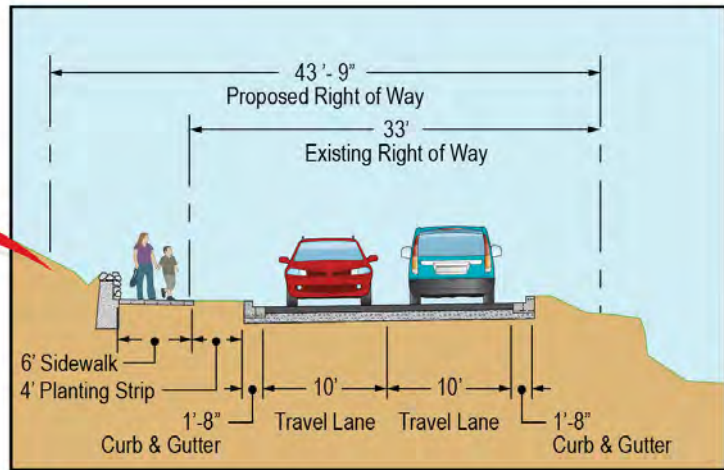 43 '- 9"
Proposed Right of Way
33'
Existing Right of Way
6' Sidewalk
4' Planting Strip
1'-8"
Curb & Gutter
10'
Travel Lane
10'
Travel Lane
1'-8"
Curb & Gutter